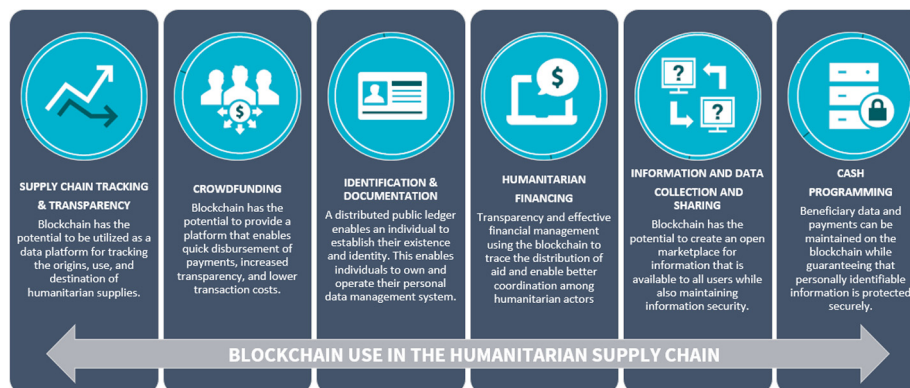 $
$
?
?
SUPPLY CHAIN TRACKING
& TRANSPARENCY
Blockchain has the
potential to be utilized as a
data platform for tracking
the origins, use, and
destination of
humanitarian supplies.
CROWDFUNDING
Blockchain has the
potential to provide a
platform that enables
quick disbursement of
payments, increased
transparency, and lower
transaction costs.
IDENTIFICATION &
DOCUMENTATION
A distributed public ledger
enables an individual to
establish their existence
and identity. This enables
individuals to own and
operate their personal
data management system.
HUMANITARIAN
FINANCING
Transparency and effective
financial management
using the blockchain to
trace the distribution of
aid and enable better
coordination among
humanitarian actors
INFORMATION AND DATA
COLLECTION AND
SHARING
Blockchain has the
potential to create an open
marketplace for
information that is
available to all users while
also maintaining
information security.
CASH
PROGRAMMING
Beneficiary data and
payments can be
maintained on the
blockchain while
guaranteeing that
personally identifiable
information is protected
securely.
BLOCKCHAIN USE IN THE HUMANITARIAN SUPPLY CHAIN